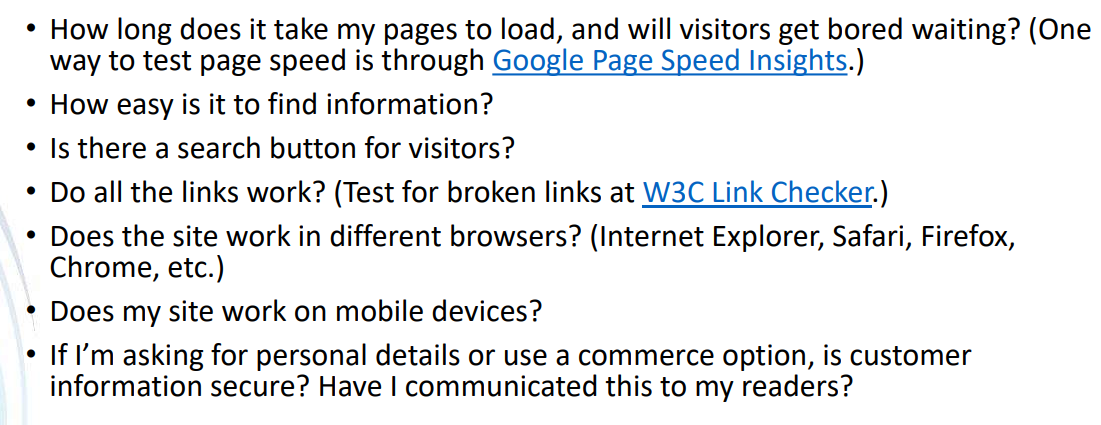 • How long does it take my pages to load, and will visitors get bored waiting? (One
way to test page speed is through Google Page Speed Insights.)
• How easy is it to find information?
• Is there a search button for visitors?
• Do all the links work? (Test for broken links at W3C Link Checker.)
• Does the site work in different browsers? (Internet Explorer, Safari, Firefox,
Chrome, etc.)
• Does my site work on mobile devices?
• If I’m asking for personal details or use a commerce option, is customer
information secure? Have I communicated this to my readers?